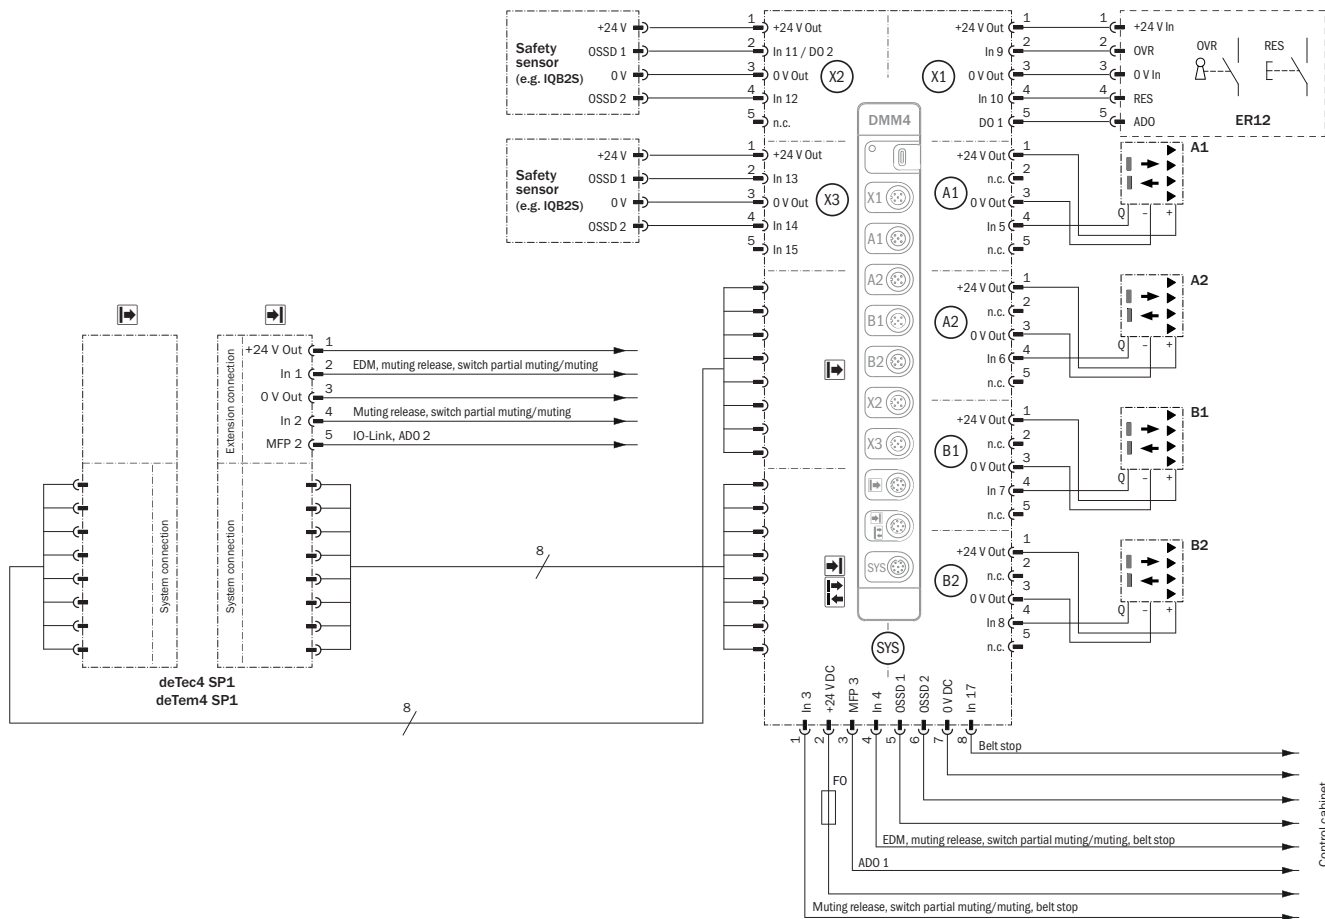 Safety
sensor
(e.g. IQB2S)
+24 V
OSSD 1
0 V
OSSD 2
1
2
3
4
5
+24 V Out
In 11 / DO 2
0 V Out
In 12
n.c.
X2
X1
+24 V Out
In 9
0 V Out
In 10
DO 1
1
2
3
4
5
1
2
3
4
5
+24 V In
OVR
0 V In
RES
ADO
OVR
RES
ER12
Safety
sensor
(e.g. IQB2S)
+24 V
OSSD 1
0 V
OSSD 2
1
2
3
4
5
+24 V Out
In 13
0 V Out
In 14
In 15
X3
DMM4
X1
A1
A2
B1
B2
X2
X3
SYS
A1
+24 V Out
n.c.
0 V Out
In 5
n.c.
1
2
3
4
5
A1
Q
–
+
A2
+24 V Out
n.c.
0 V Out
In 6
n.c.
1
2
3
4
5
A2
Q
–
+
B1
+24 V Out
n.c.
0 V Out
In 7
n.c.
1
2
3
4
5
B1
Q
–
+
B2
+24 V Out
n.c.
0 V Out
In 8
n.c.
1
2
3
4
5
B2
Q
–
+
Extension connection
+24 V Out
In 1
0 V Out
In 2
MFP 2
1
2
3
4
5
EDM, muting release, switch partial muting/muting
Muting release, switch partial muting/muting
IO-Link, ADO 2
System connection
System connection
8
8
deTec4 SP1
deTem4 SP1
SYS
In 3
+24 V DC
MFP 3
In 4
OSSD 1
OSSD 2
0 V DC
In 17
1
2
3
4
5
6
7
8
F0
Belt stop
EDM, muting release, switch partial muting/muting, belt stop
ADO 1
Muting release, switch partial muting/muting, belt stop
Control cabinet